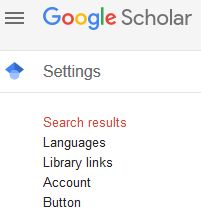 Google Scholar
Settings
Search results
Languages
Library links
Account
Button